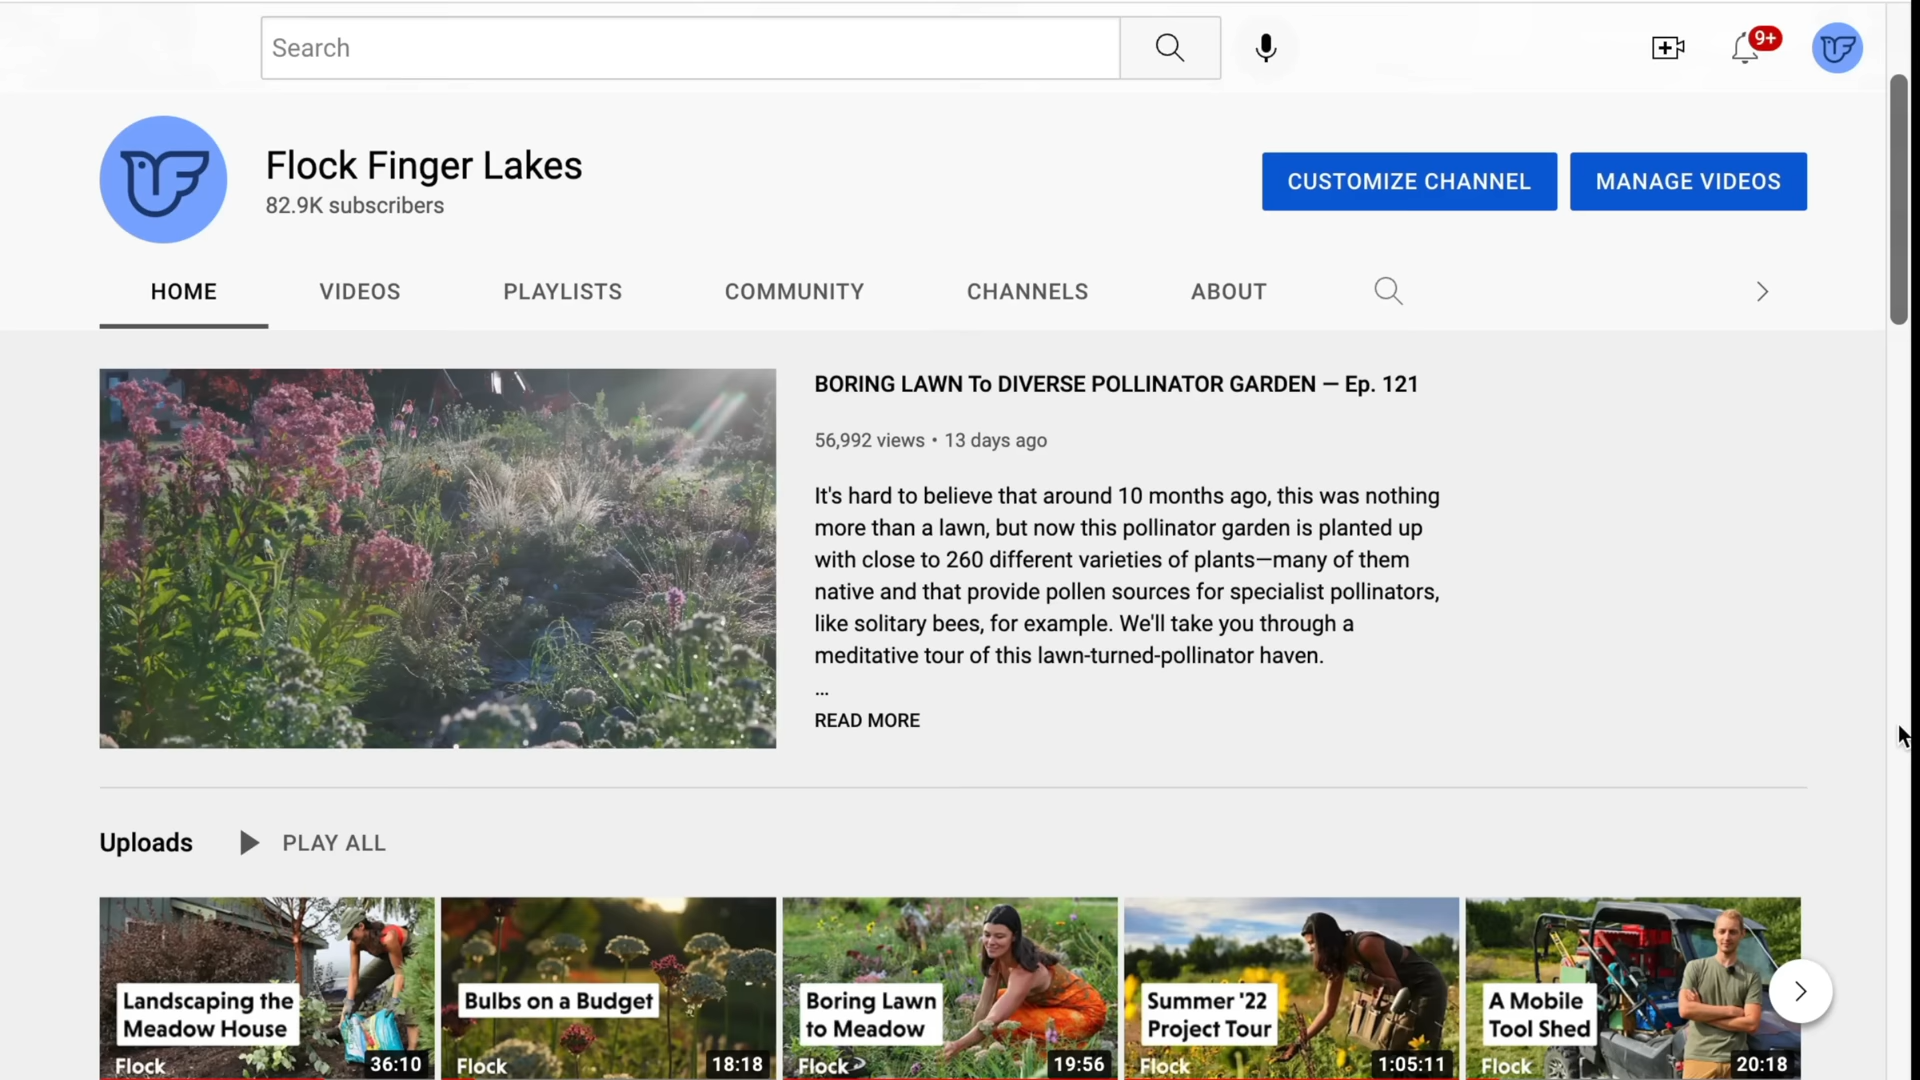 Search
9+
Flock Finger Lakes
82.9K subscribers
CUSTOMIZE CHANNEL
MANAGE VIDEOS
HOME
VIDEOS
PLAYLISTS
COMMUNITY
CHANNELS
ABOUT
BORING LAWN To DIVERSE POLLINATOR GARDEN — Ep. 121
56,992 views • 13 days ago
It's hard to believe that around 10 months ago, this was nothing
more than a lawn, but now this pollinator garden is planted up
with close to 260 different varieties of plants—many of them
native and that provide pollen sources for specialist pollinators,
like solitary bees, for example. We'll take you through a
meditative tour of this lawn-turned-pollinator haven.
...
READ MORE
Uploads
PLAY ALL
Landscaping the
Meadow House
Flock
36:10
Bulbs on a Budget
Flock
18:18
Boring Lawn
to Meadow
Flock
19:56
Summer '22
Project Tour
Flock
1:05:11
A Mobile
Tool Shed
Flock
20:18